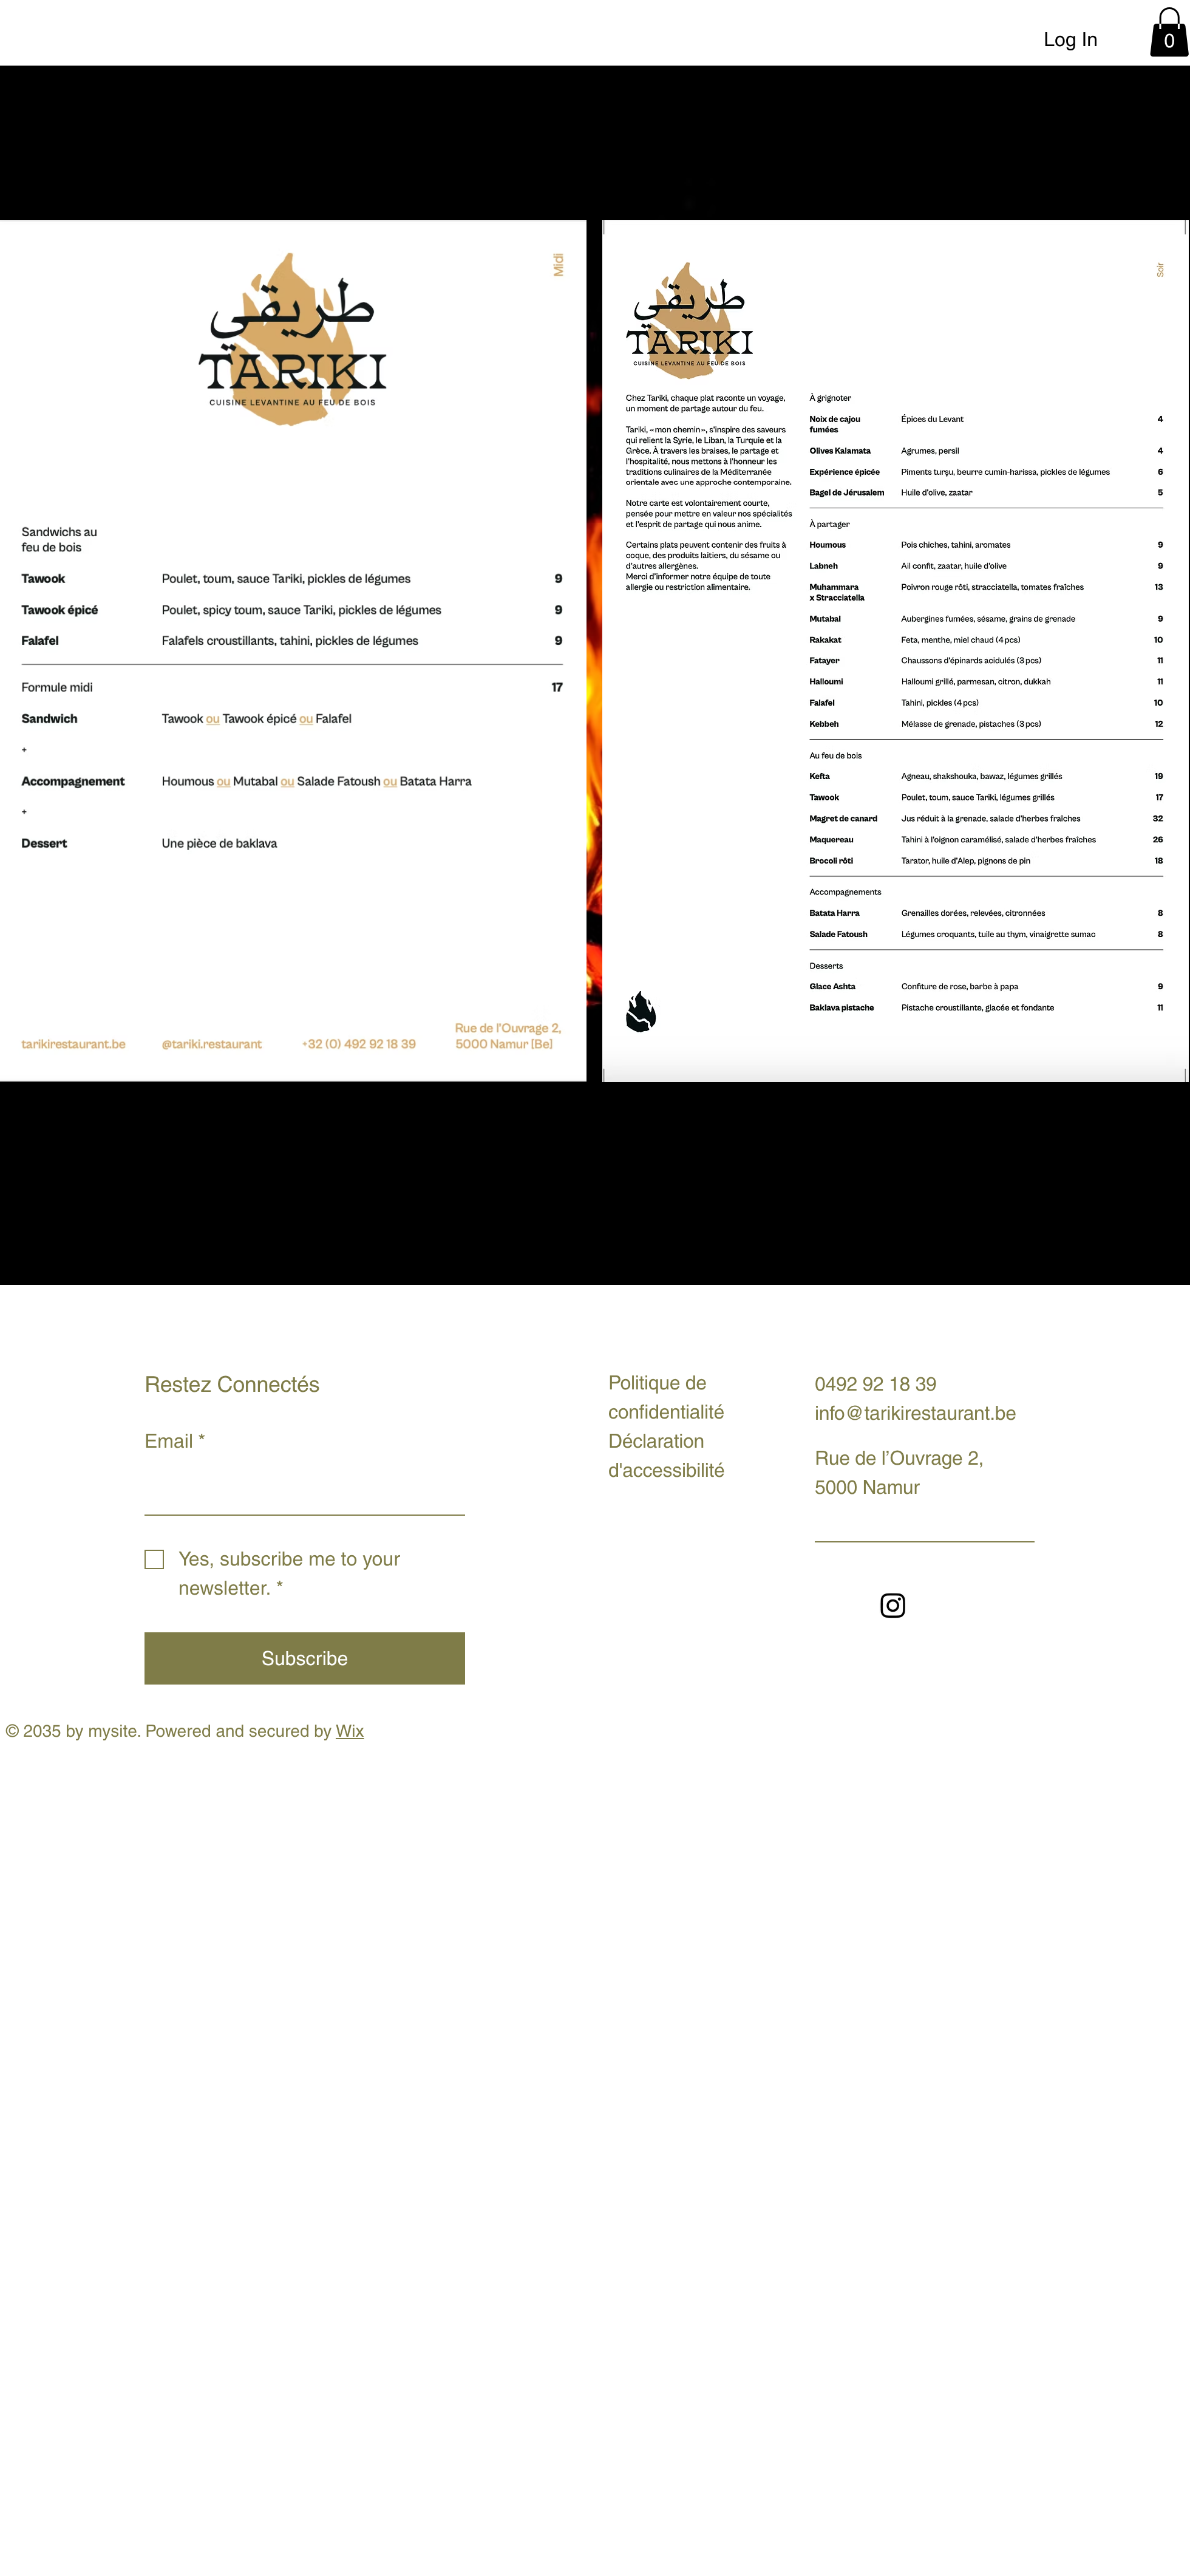 Log In
0
Midi
طريقي
TARIKI
CUISINE LEVANTINE AU FEU DE BOIS
Sandwichs au
feu de bois
Tawook Poulet, toum, sauce Tariki, pickles de légumes 9
Tawook épicé Poulet, spicy toum, sauce Tariki, pickles de légumes 9
Falafel Falafels croustillants, tahini, pickles de légumes 9
Formule midi 17
Sandwich Tawook ou Tawook épicé ou Falafel
+
Accompagnement Houmous ou Mutabal ou Salade Fatoush ou Batata Harra
+
Dessert Une pièce de baklava
tarikirestaurant.be @tariki.restaurant +32 (0) 492 92 18 39 Rue de l'Ouvrage 2,
5000 Namur [Be]
Soir
طريقي
TARIKI
CUISINE LEVANTINE AU FEU DE BOIS
Chez Tariki, chaque plat raconte un voyage,
un moment de partage autour du feu.
Tariki, «mon chemin», s'inspire des saveurs
qui relient la Syrie, le Liban, la Turquie et la
Grèce. À travers les braises, le partage et
l'hospitalité, nous mettons à l'honneur les
traditions culinaires de la Méditerranée
orientale avec une approche contemporaine.
Notre carte est volontairement courte,
pensée pour mettre en valeur nos spécialités
et l'esprit de partage qui nous anime.
Certains plats peuvent contenir des fruits à
coque, des produits laitiers, du sésame ou
d'autres allergènes.
Merci d'informer notre équipe de toute
allergie ou restriction alimentaire.
À grignoter
Noix de cajou Épices du Levant 4
fumées
Olives Kalamata Agrumes, persil 4
Expérience épicée Piments turşu, beurre cumin-harissa, pickles de légumes 6
Bagel de Jérusalem Huile d'olive, zaatar 5
À partager
Houmous Pois chiches, tahini, aromates 9
Labneh Ail confit, zaatar, huile d'olive 9
Muhammara Poivron rouge rôti, stracciatella, tomates fraîches 13
x Stracciatella
Mutabal Aubergines fumées, sésame, grains de grenade 9
Rakakat Feta, menthe, miel chaud (4 pcs) 10
Fatayer Chaussons d'épinards acidulés (3 pcs) 11
Halloumi Halloumi grillé, parmesan, citron, dukkah 11
Falafel Tahini, pickles (4 pcs) 10
Kebbeh Mélasse de grenade, pistaches (3 pcs) 12
Au feu de bois
Kefta Agneau, shakshouka, bawaz, légumes grillés 19
Tawook Poulet, toum, sauce Tariki, légumes grillés 17
Magret de canard Jus réduit à la grenade, salade d'herbes fraîches 32
Maquereau Tahini à l'oignon caramélisé, salade d'herbes fraîches 26
Brocoli rôti Tarator, huile d'Alep, pignons de pin 18
Accompagnements
Batata Harra Grenailles dorées, relevées, citronnées 8
Salade Fatoush Légumes croquants, tuile au thym, vinaigrette sumac 8
Desserts
Glace Ashta Confiture de rose, barbe à papa 9
Baklava pistache Pistache croustillante, glacée et fondante 11
Restez Connectés
Email *
Yes, subscribe me to your
newsletter. *
Subscribe
Politique de
confidentialité
Déclaration
d'accessibilité
0492 92 18 39
info@tarikirestaurant.be
Rue de l’Ouvrage 2,
5000 Namur
© 2035 by mysite. Powered and secured by Wix